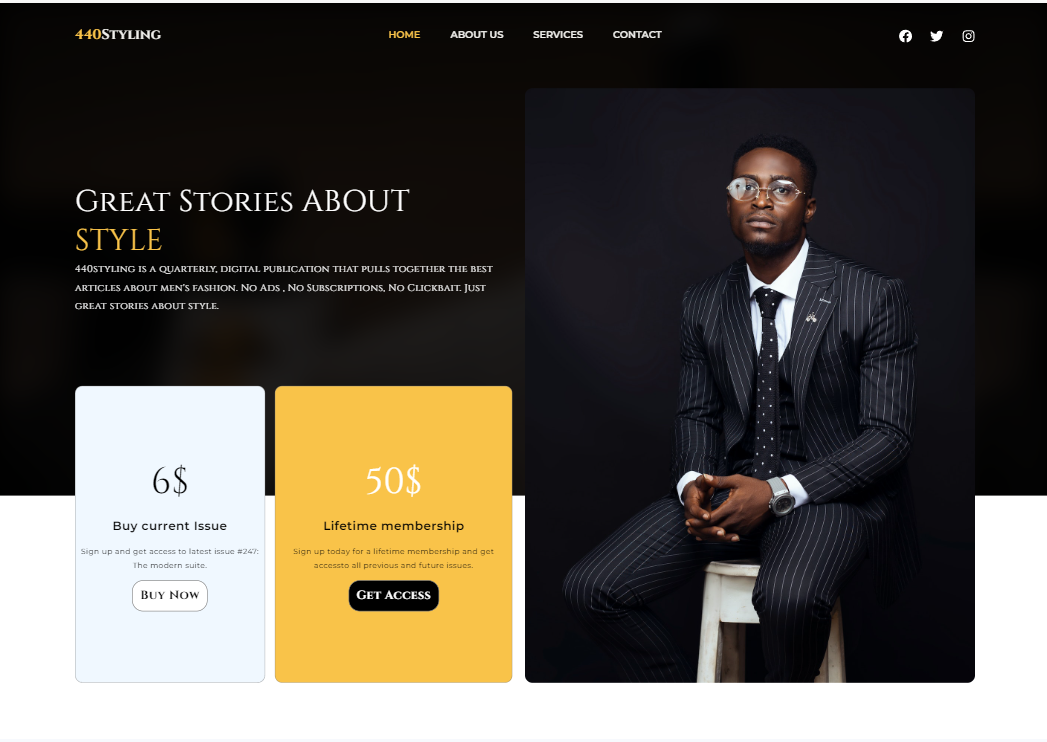 440Styling
HOME
ABOUT US
SERVICES
CONTACT
Great Stories ABOUT
STYLE
440styling is a quarterly, digital publication that pulls together the best
articles about men's fashion. No Ads , No Subscriptions, No Clickbait. Just
great stories about style.
6$
Buy current Issue
Sign up and get access to latest issue #247:
The modern suite.
Buy Now
50$
Lifetime membership
Sign up today for a lifetime membership and get
accessto all previous and future issues.
Get Access